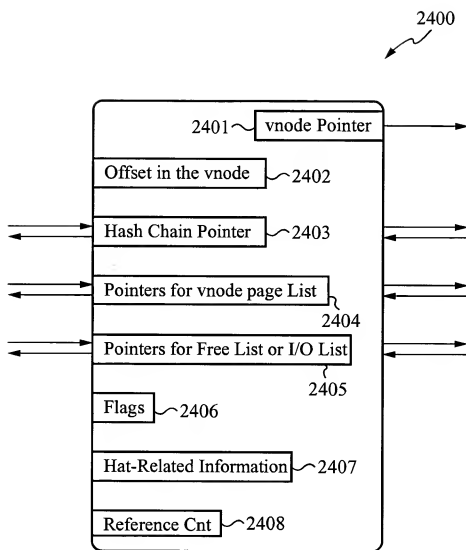 2400
2401 vnode Pointer
Offset in the vnode 2402
Hash Chain Pointer 2403
Pointers for vnode page List
2404
Pointers for Free List or I/O List
2405
Flags 2406
Hat-Related Information 2407
Reference Cnt 2408